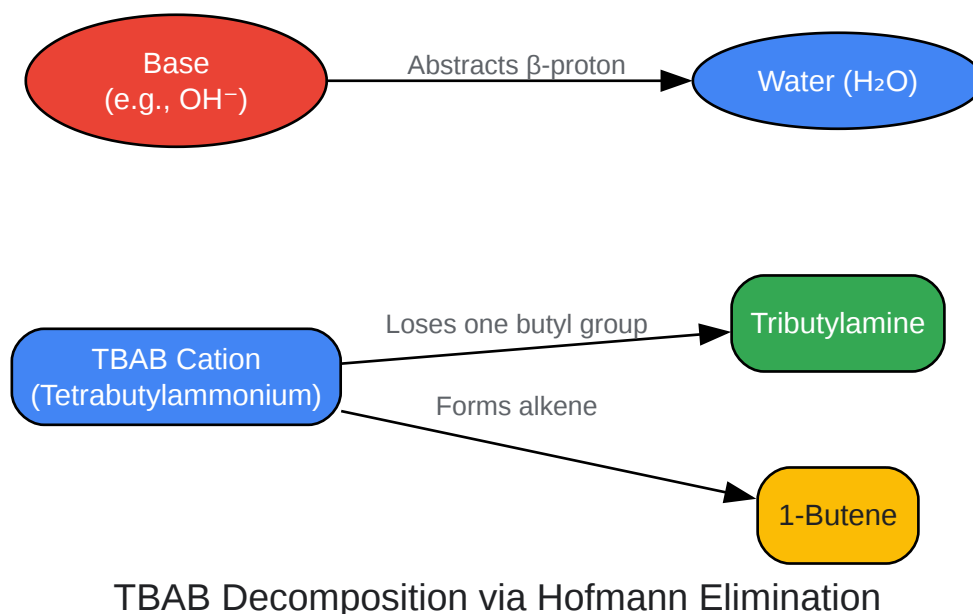 Base
(e.g., OH⁻)
Abstracts β-proton
Water (H₂O)
Loses one butyl group
Tributylamine
TBAB Cation
(Tetrabutylammonium)
Forms alkene
1-Butene
TBAB Decomposition via Hofmann Elimination